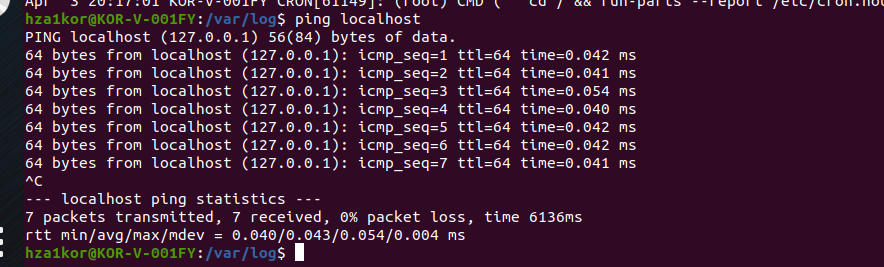 Apr  3 20:17:01 KOR-V-001FY CRON[61149]: (root) CMD (   cd / && run-parts --report /etc/cron.hou
hza1kor@KOR-V-001FY:/var/log$ ping localhost
PING localhost (127.0.0.1) 56(84) bytes of data.
64 bytes from localhost (127.0.0.1): icmp_seq=1 ttl=64 time=0.042 ms
64 bytes from localhost (127.0.0.1): icmp_seq=2 ttl=64 time=0.041 ms
64 bytes from localhost (127.0.0.1): icmp_seq=3 ttl=64 time=0.054 ms
64 bytes from localhost (127.0.0.1): icmp_seq=4 ttl=64 time=0.040 ms
64 bytes from localhost (127.0.0.1): icmp_seq=5 ttl=64 time=0.042 ms
64 bytes from localhost (127.0.0.1): icmp_seq=6 ttl=64 time=0.042 ms
64 bytes from localhost (127.0.0.1): icmp_seq=7 ttl=64 time=0.041 ms
^C
--- localhost ping statistics ---
7 packets transmitted, 7 received, 0% packet loss, time 6136ms
rtt min/avg/max/mdev = 0.040/0.043/0.054/0.004 ms
hza1kor@KOR-V-001FY:/var/log$